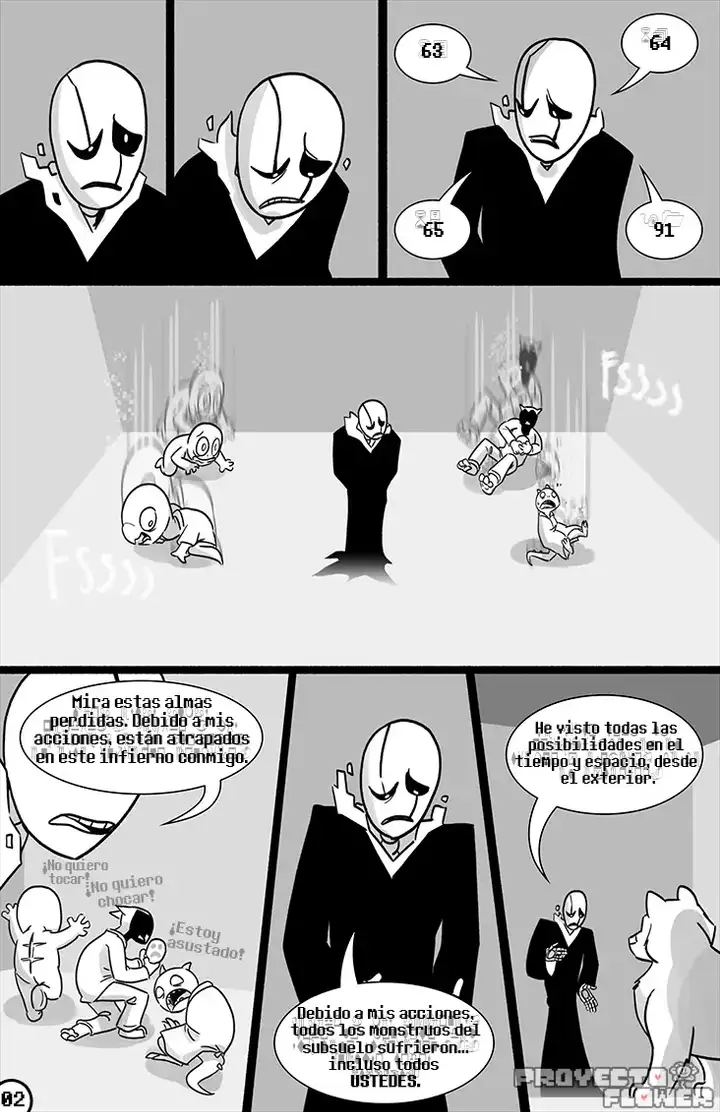 63
64
65
91
Fssss
Fssss
Mira estas almas
perdidas. Debido a mis
acciones, están atrapados
en este infierno conmigo.
¡No quiero
tocar!
¡No quiero
chocar!
¡Estoy
asustado!
Debido a mis acciones,
todos los monstruos del
subsuelo sufrieron...
incluso todos
USTEDES.
He visto todas las
posibilidades en el
tiempo y espacio, desde
el exterior.
02
PROYECTO
FLOWER